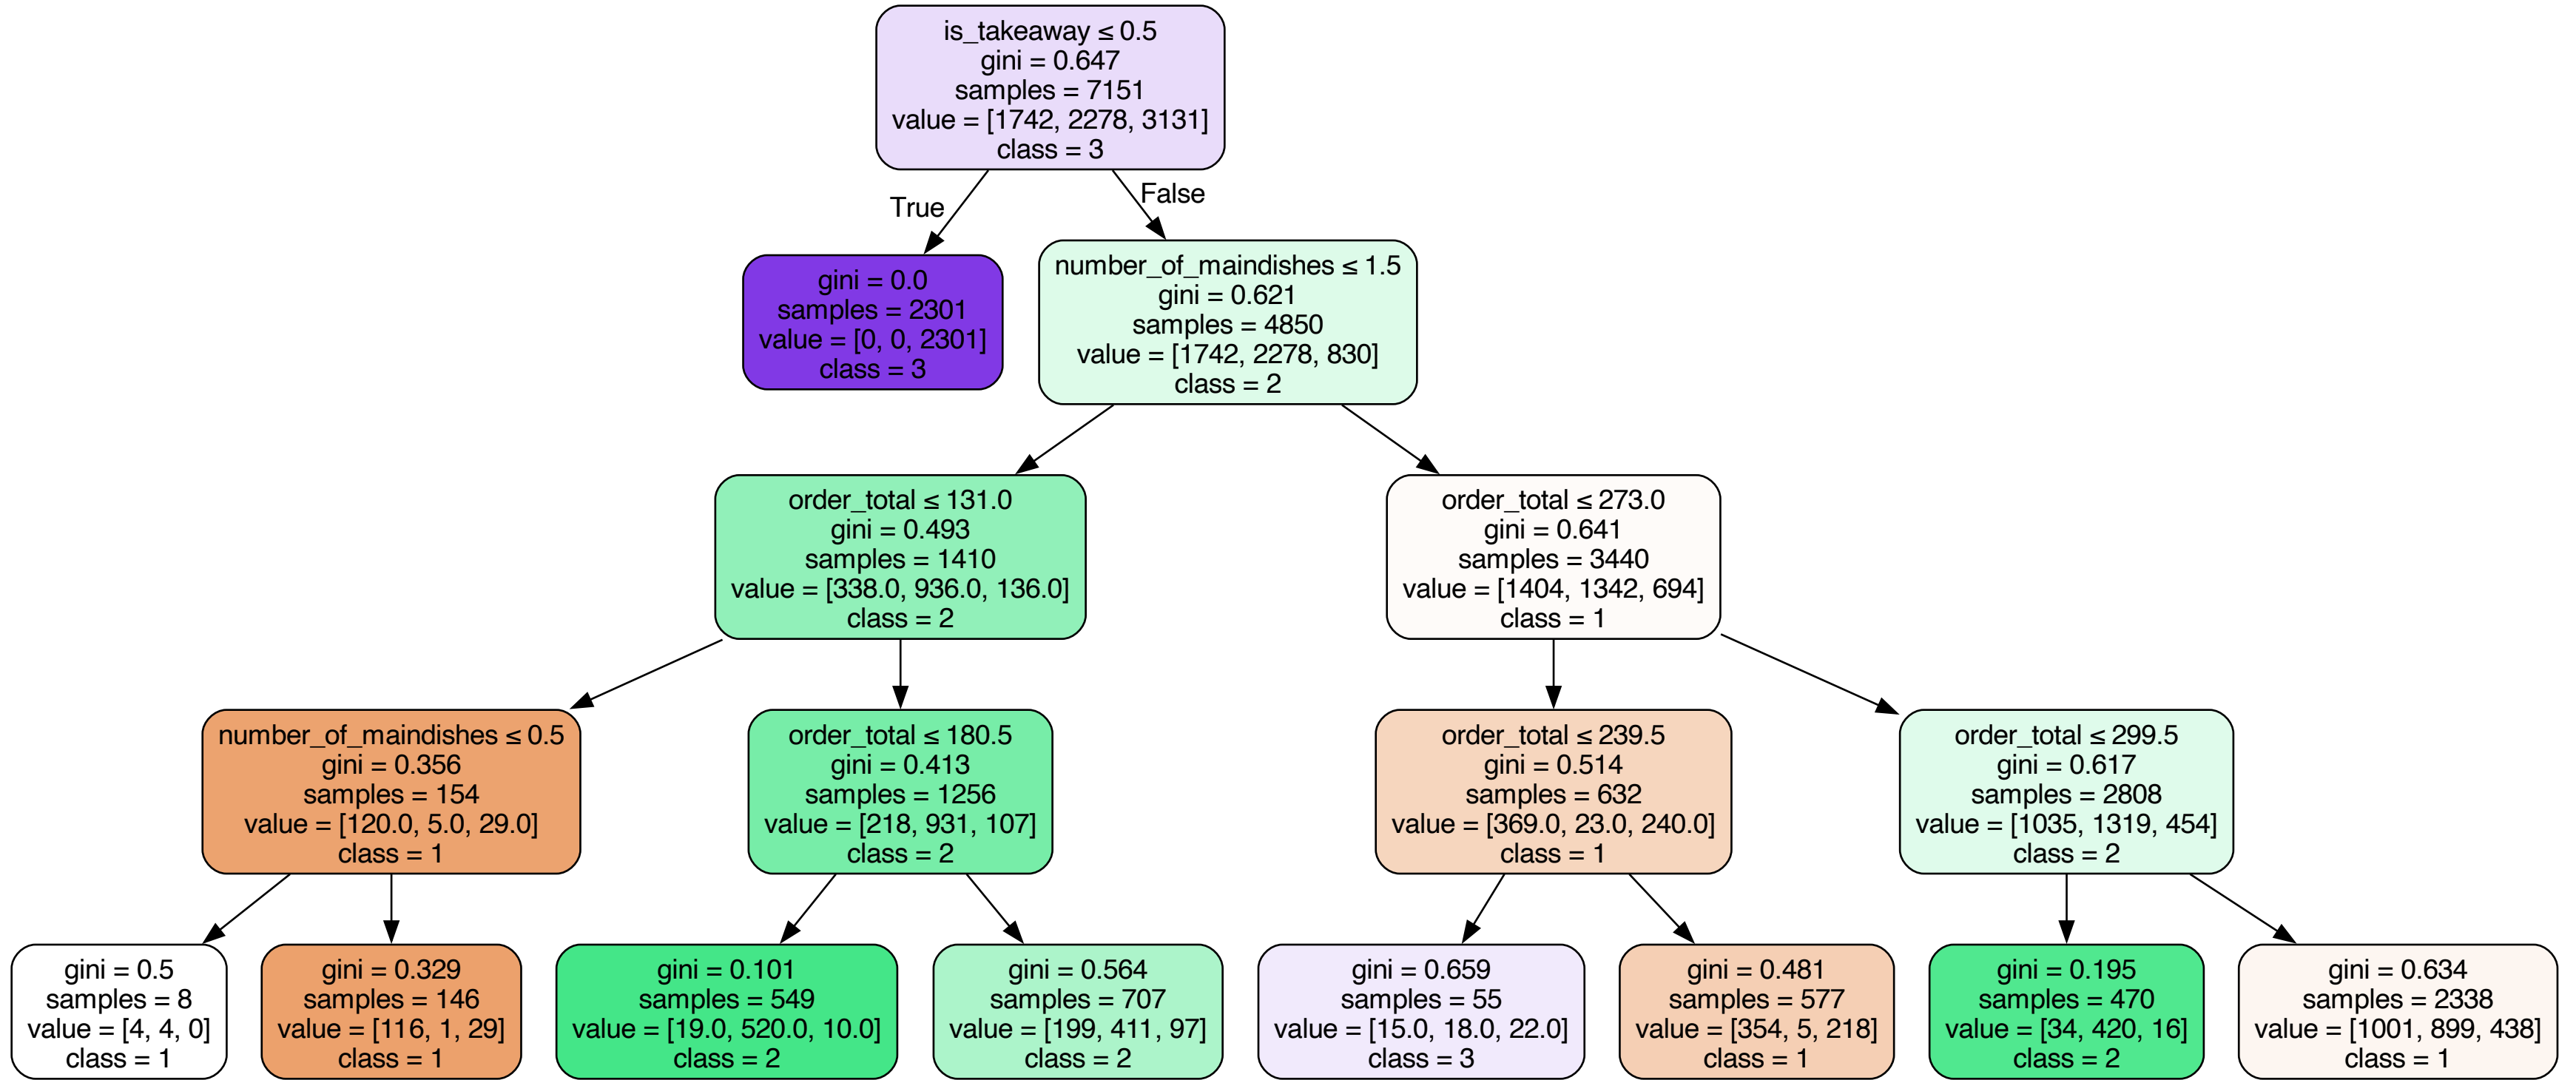 is_takeaway ≤ 0.5
gini = 0.647
samples = 7151
value = [1742, 2278, 3131]
class = 3
True
False
gini = 0.0
samples = 2301
value = [0, 0, 2301]
class = 3
number_of_maindishes ≤ 1.5
gini = 0.621
samples = 4850
value = [1742, 2278, 830]
class = 2
order_total ≤ 131.0
gini = 0.493
samples = 1410
value = [338.0, 936.0, 136.0]
class = 2
order_total ≤ 273.0
gini = 0.641
samples = 3440
value = [1404, 1342, 694]
class = 1
number_of_maindishes ≤ 0.5
gini = 0.356
samples = 154
value = [120.0, 5.0, 29.0]
class = 1
order_total ≤ 180.5
gini = 0.413
samples = 1256
value = [218, 931, 107]
class = 2
order_total ≤ 239.5
gini = 0.514
samples = 632
value = [369.0, 23.0, 240.0]
class = 1
order_total ≤ 299.5
gini = 0.617
samples = 2808
value = [1035, 1319, 454]
class = 2
gini = 0.5
samples = 8
value = [4, 4, 0]
class = 1
gini = 0.329
samples = 146
value = [116, 1, 29]
class = 1
gini = 0.101
samples = 549
value = [19.0, 520.0, 10.0]
class = 2
gini = 0.564
samples = 707
value = [199, 411, 97]
class = 2
gini = 0.659
samples = 55
value = [15.0, 18.0, 22.0]
class = 3
gini = 0.481
samples = 577
value = [354, 5, 218]
class = 1
gini = 0.195
samples = 470
value = [34, 420, 16]
class = 2
gini = 0.634
samples = 2338
value = [1001, 899, 438]
class = 1